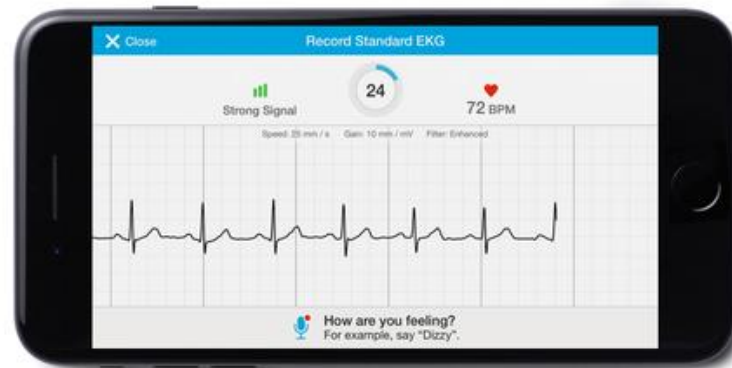 Close
Record Standard EKG
24
Strong Signal
72 BPM
Speed: 25 mm / s Gain: 10 mm / mV Filter: Enhanced
How are you feeling?
For example, say “Dizzy”.